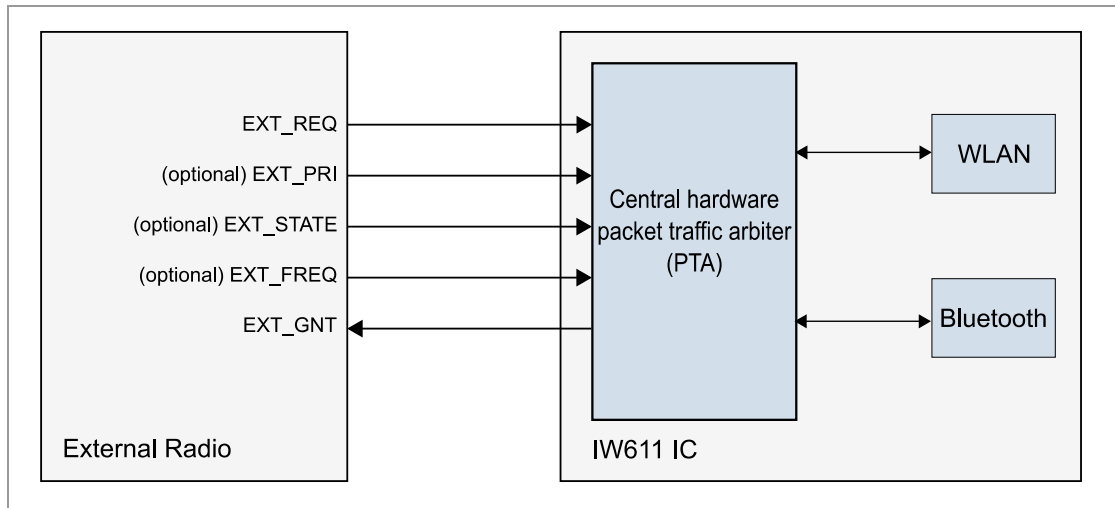 EXT_REQ
(optional) EXT_PRI
(optional) EXT_STATE
(optional) EXT_FREQ
EXT_GNT
External Radio
Central hardware
packet traffic arbiter
(PTA)
WLAN
Bluetooth
IW611 IC